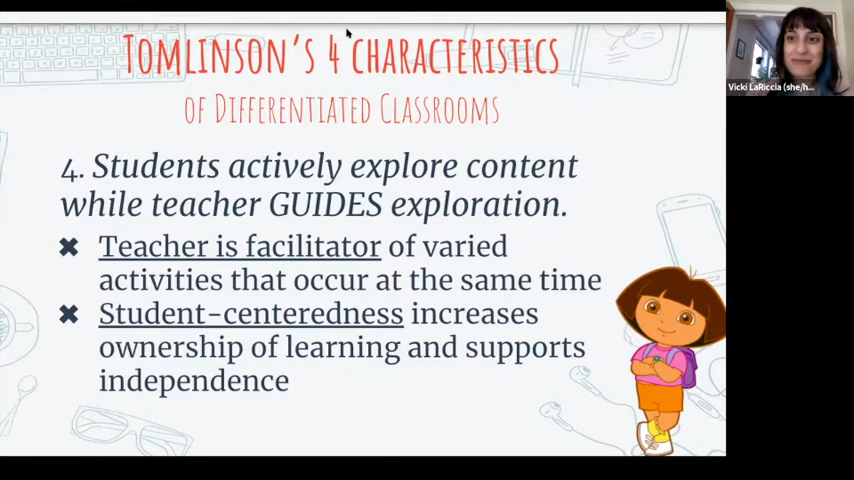 Tomlinson's 4 characteristics
of Differentiated Classrooms
4. Students actively explore content
while teacher GUIDES exploration.
✖ Teacher is facilitator of varied
activities that occur at the same time
✖ Student-centeredness increases
ownership of learning and supports
independence
Vicki LaRiccia (she/h...